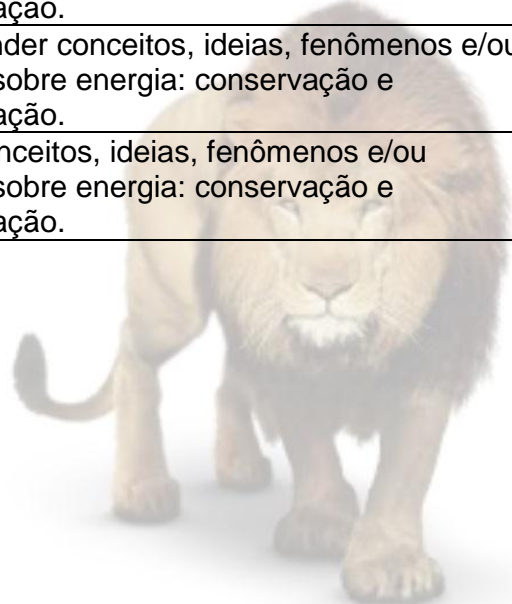 ação.
nder conceitos, ideias, fenômenos e/ou
sobre energia: conservação e
ação.
nceitos, ideias, fenômenos e/ou
sobre energia: conservação e
ação.